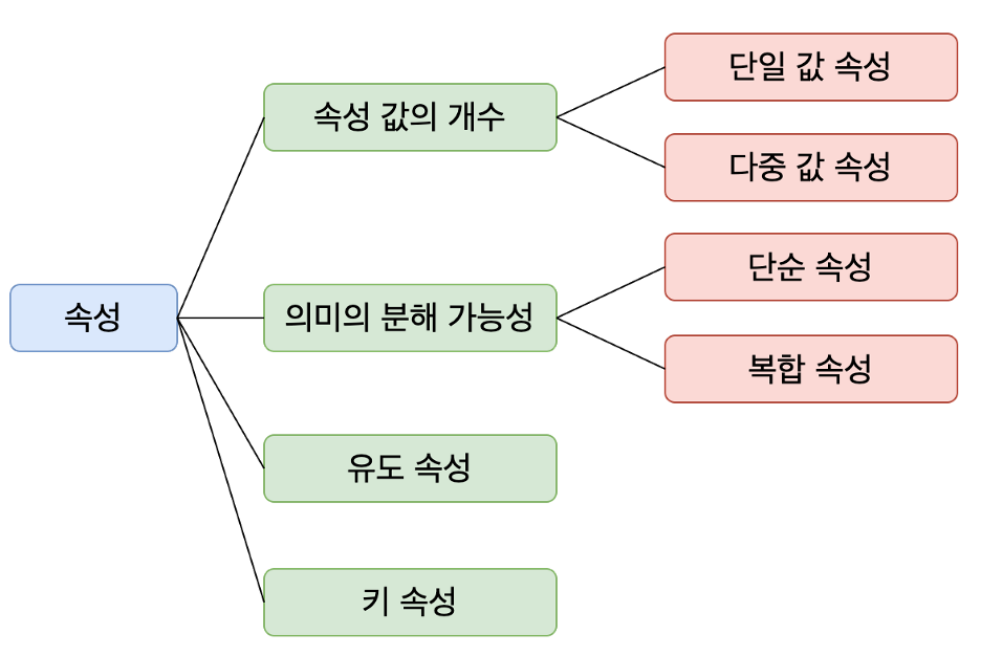 속성
속성 값의 개수
단일 값 속성
다중 값 속성
의미의 분해 가능성
단순 속성
복합 속성
유도 속성
키 속성